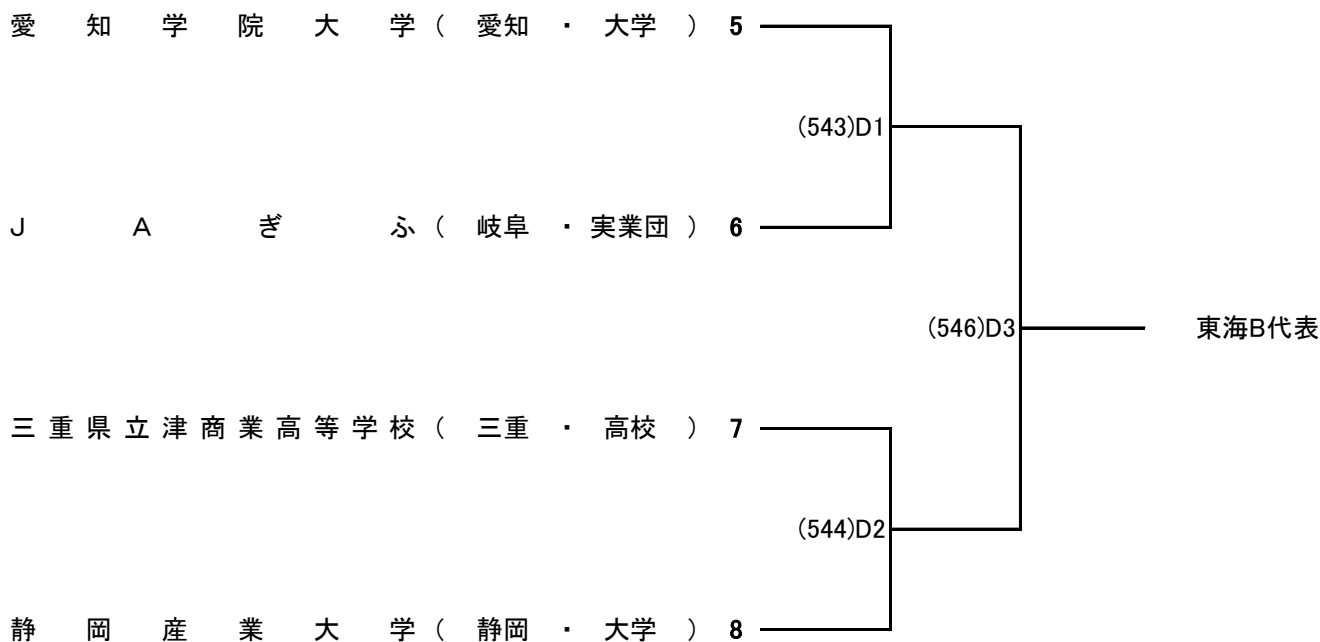 愛知学院大学(愛知・大学)5
(543)D1
JAぎふ(岐阜・実業団)6
(546)D3
東海B代表
三重県立津商業高等学校(三重・高校)7
(544)D2
静岡産業大学(静岡・大学)8